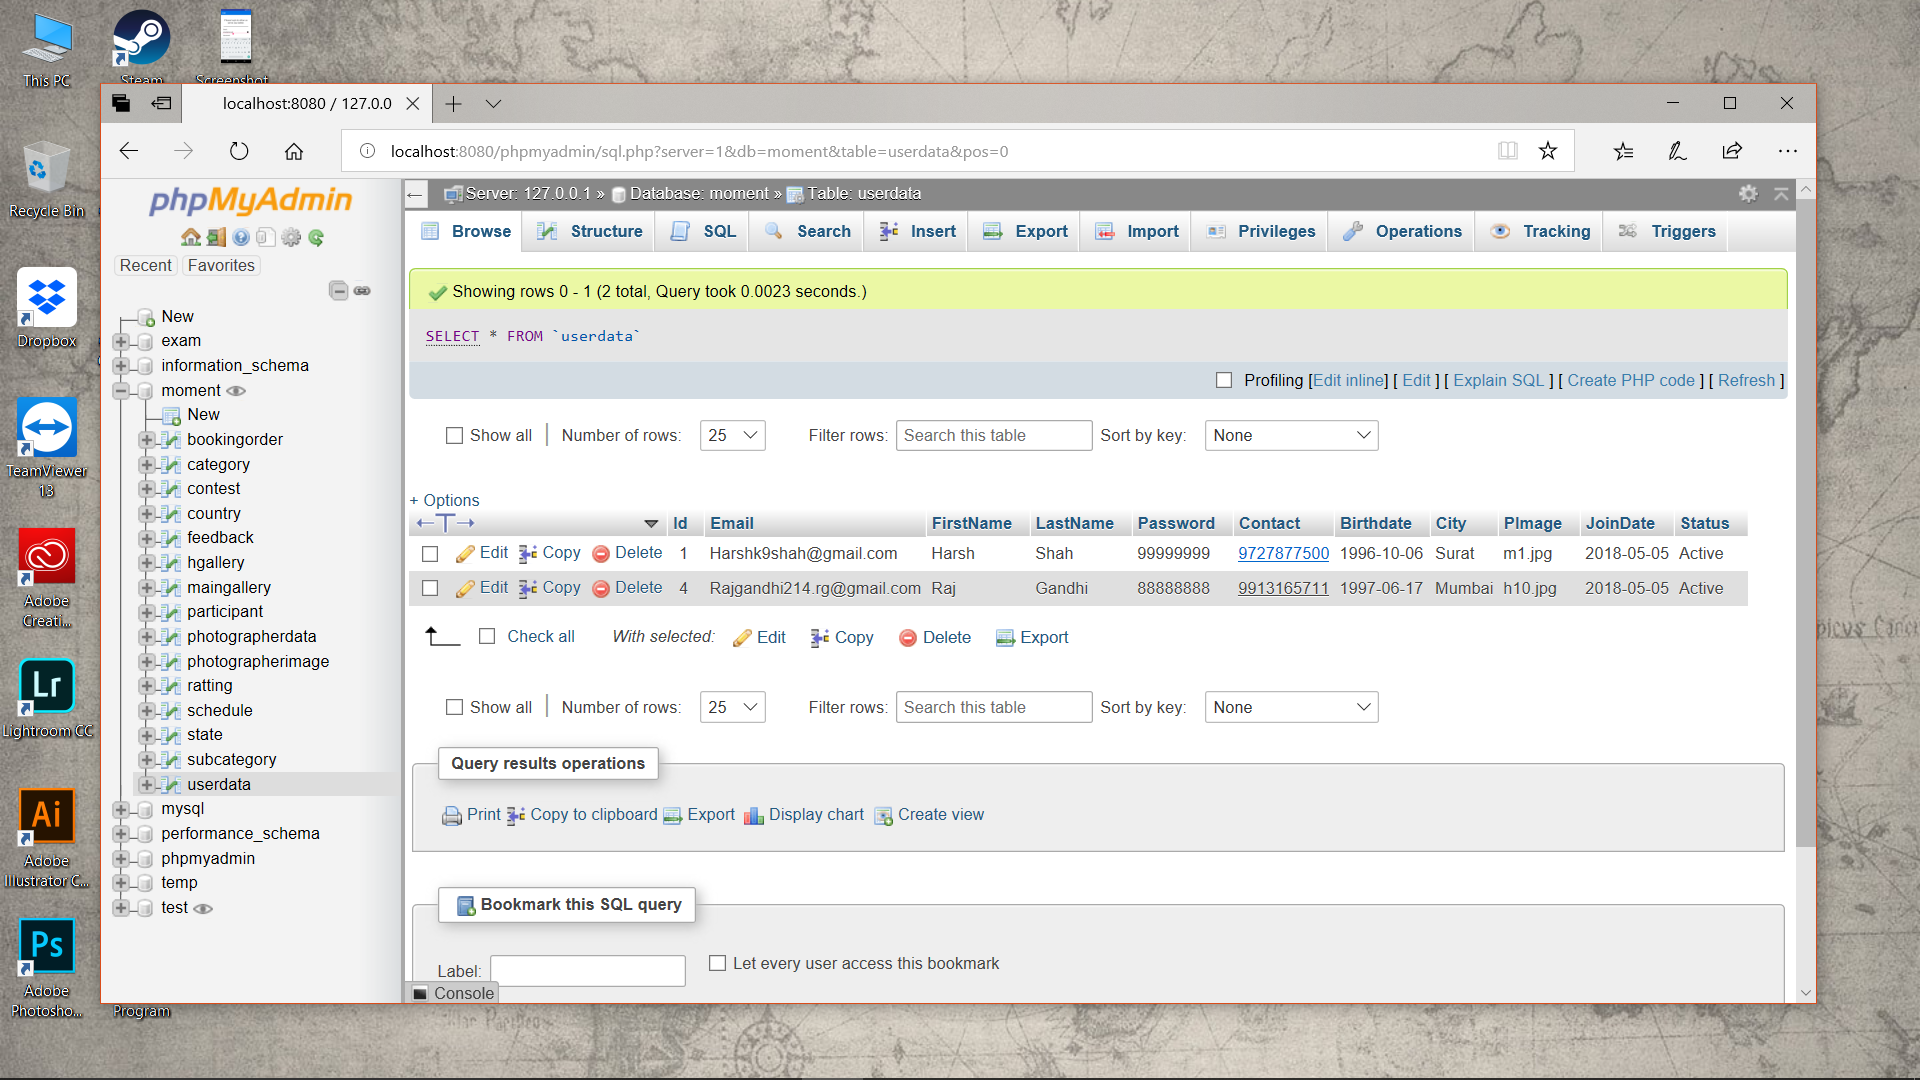 This PC
Steam
Screenshot
Recycle Bin
Dropbox
TeamViewer
13
Adobe
Creati...
Lr
Lightroom CC
Ai
Adobe
Illustrator C...
Ps
Adobe
Photosho...
Program
localhost:8080 / 127.0.0
localhost:8080/phpmyadmin/sql.php?server=1&db=moment&table=userdata&pos=0
phpMyAdmin
Recent Favorites
New
exam
information_schema
moment
New
bookingorder
category
contest
country
feedback
hgallery
maingallery
participant
photographerdata
photographerimage
ratting
schedule
state
subcategory
userdata
mysql
performance_schema
phpmyadmin
temp
test
Server: 127.0.0.1 » Database: moment » Table: userdata
Browse Structure SQL Search Insert Export Import Privileges Operations Tracking Triggers
Showing rows 0 - 1 (2 total, Query took 0.0023 seconds.)
SELECT * FROM `userdata`
Profiling [Edit inline] [ Edit ] [ Explain SQL ] [ Create PHP code ] [ Refresh ]
Show all Number of rows: 25 Filter rows: Search this table Sort by key: None
+ Options
Id Email FirstName LastName Password Contact Birthdate City PImage JoinDate Status
Edit Copy Delete 1 Harshk9shah@gmail.com Harsh Shah 99999999 9727877500 1996-10-06 Surat m1.jpg 2018-05-05 Active
Edit Copy Delete 4 Rajgandhi214.rg@gmail.com Raj Gandhi 88888888 9913165711 1997-06-17 Mumbai h10.jpg 2018-05-05 Active
Check all With selected: Edit Copy Delete Export
Show all Number of rows: 25 Filter rows: Search this table Sort by key: None
Query results operations
Print Copy to clipboard Export Display chart Create view
Bookmark this SQL query
Label: Let every user access this bookmark
Console